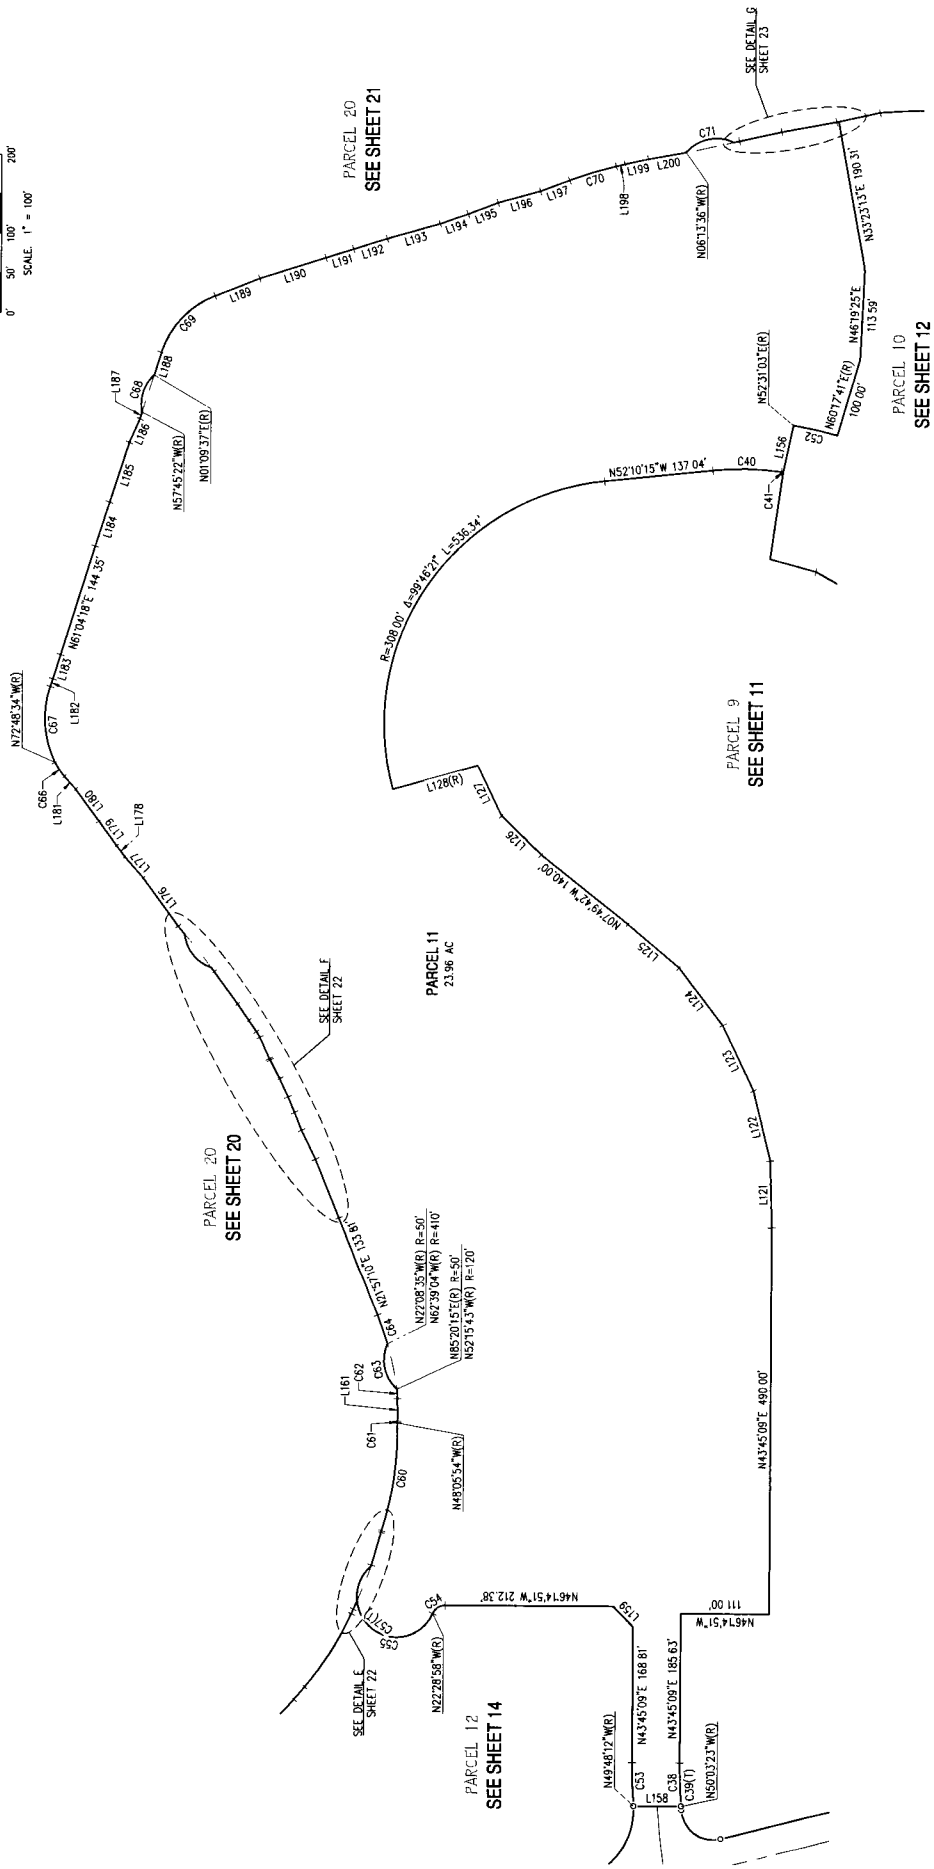 0' 50' 100' 200'
SCALE. 1" = 100'
PARCEL 20
SEE SHEET 21
SEE DETAIL G
SHEET 23
C71
L200
L199
L198
C70
L197
L196
L195
L194
L193
L192
L191
L190
L189
C69
L188
C68
L187
L186
L185
L184
N61°04'18"E 144.35'
L183
L182
C67
C66
L181
L180
L179
L178
L177
L176
N72°48'34"W(R)
N57°45'22"W(R)
N01°09'37"E(R)
N06°13'36"W(R)
N33°23'13"E 190.31'
N46°19'25"E
113.59'
N60°17'41"E(R)
100.00'
PARCEL 10
SEE SHEET 12
N52°31'03"E(R)
C52
L156
C41
C40
N52°10'15"W 137.04'
R=308.00' Δ=99°46'21" L=536.34'
L128(R)
L127
L126
N07°49'42"W 140.00'
L125
L124
L123
L122
L121
N43°45'09"E 490.00'
PARCEL 9
SEE SHEET 11
PARCEL 11
23.96 AC
SEE DETAIL F
SHEET 22
PARCEL 20
SEE SHEET 20
N21°57'10"E 133.81'
C64
C63
C62
L161
C61
C60
N22°08'35"W(R) R=50'
N62°39'04"W(R) R=410'
N85°20'15"E(R) R=50'
N52°15'43"W(R) R=120'
N48°05'54"W(R)
SEE DETAIL E
SHEET 22
C57(T)
C55
C54
N22°28'58"W(R)
N46°14'51"W 212.38'
L159
N46°14'51"W
111.00'
N43°45'09"E 168.81'
N43°45'09"E 185.63'
PARCEL 12
SEE SHEET 14
N49°48'12"W(R)
C53
L158
C38
C39(T)
N50°03'23"W(R)